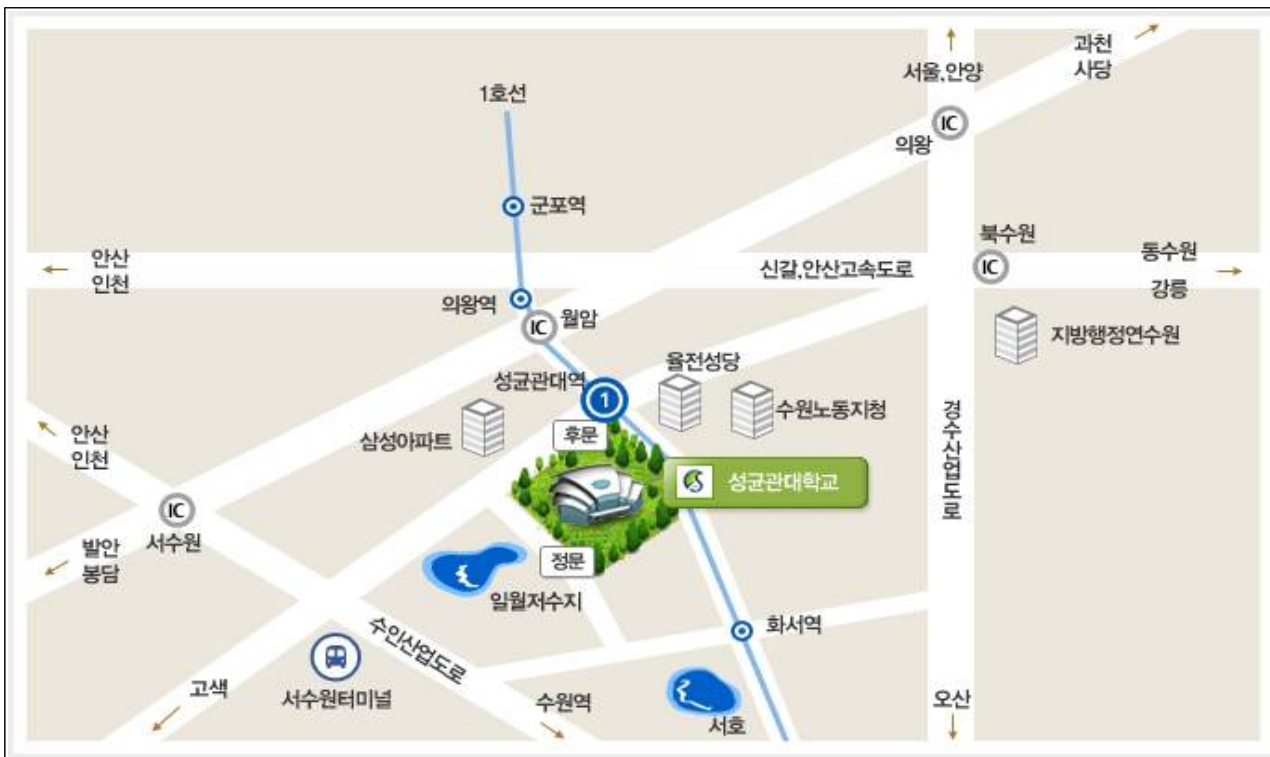 과천
사당
서울,안양
1호선
IC
의왕
군포역
북수원
안산
인천
신갈,안산고속도로
IC
동수원
강릉
의왕역
IC
월암
지방행정연수원
율전성당
성균관대역
1
수원노동지청
삼성아파트
후문
경수산업도로
안산
인천
성균관대학교
IC
서수원
발안
봉담
정문
일월저수지
화서역
수인산업도로
고색
서수원터미널
수원역
서호
오산